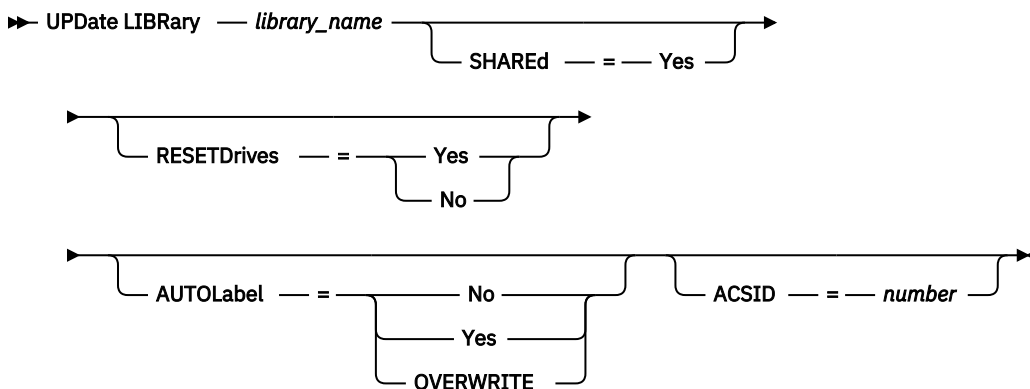 UPDate LIBRary library_name
SHAREd = Yes
RESETDrives = Yes
No
AUTOLabel = No
Yes
OVERWRITE
ACSID = number